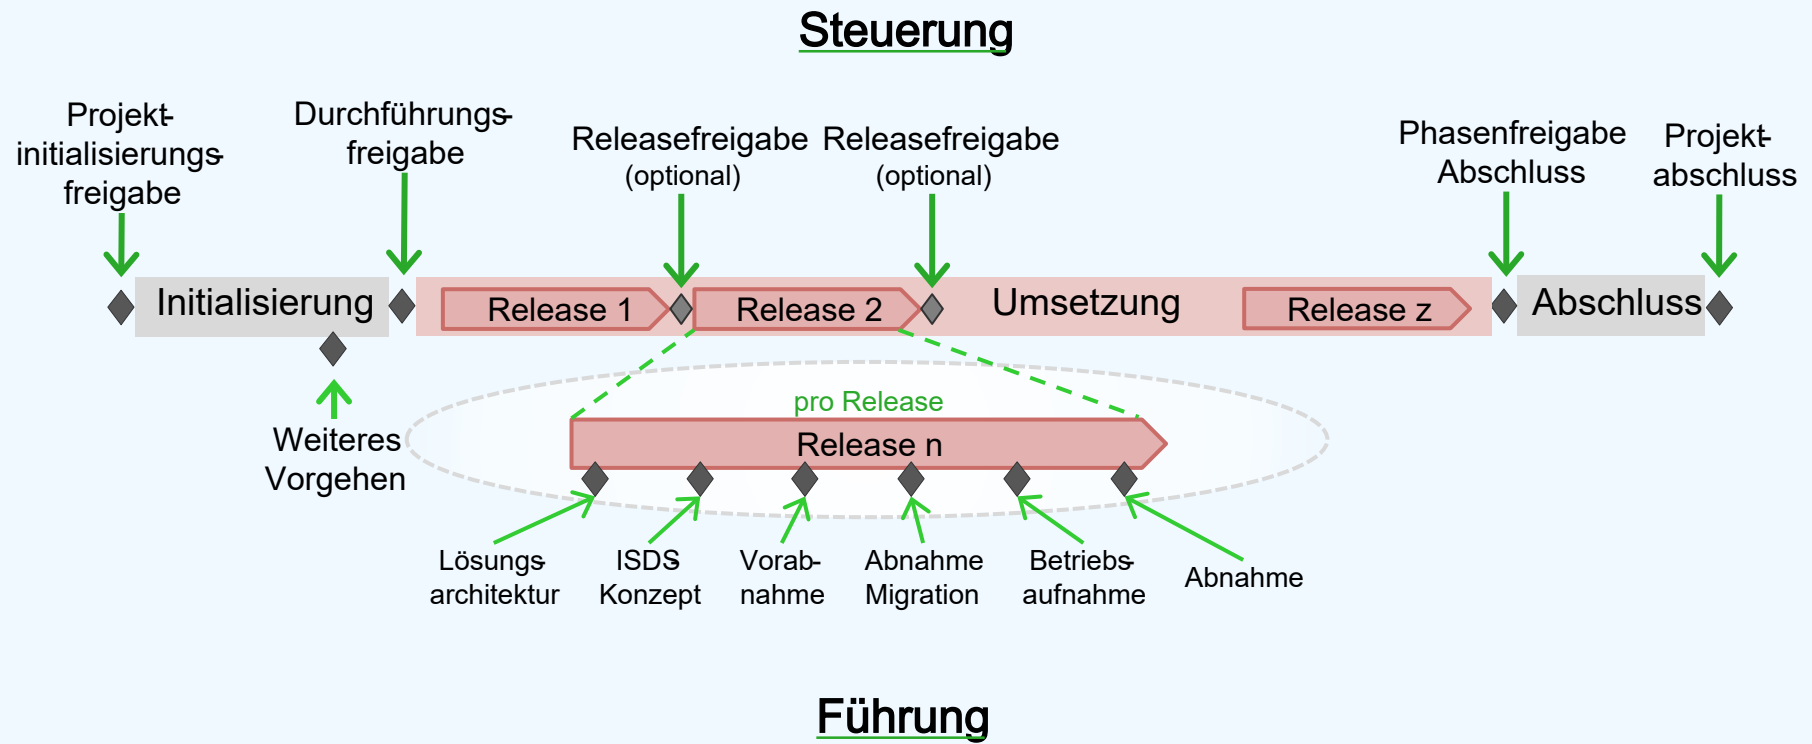 Steuerung
Projekt-
initialisierungs-
freigabe
Durchführungs-
freigabe
Releasefreigabe
(optional)
Releasefreigabe
(optional)
Phasenfreigabe
Abschluss
Projekt-
abschluss
Initialisierung
Release 1
Release 2
Umsetzung
Release z
Abschluss
Weiteres
Vorgehen
pro Release
Release n
Lösungs-
architektur
ISDS-
Konzept
Vorab-
nahme
Abnahme
Migration
Betriebs-
aufnahme
Abnahme
Führung